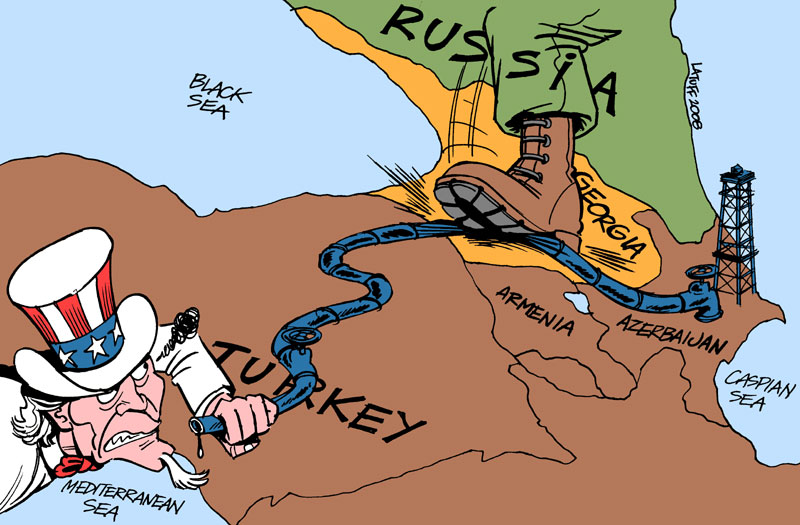 RUSSIA
BLACK
SEA
LATUFF 2008
GEORGIA
ARMENIA
AZERBAIJAN
TURKEY
CASPIAN
SEA
MEDITERRANEAN
SEA